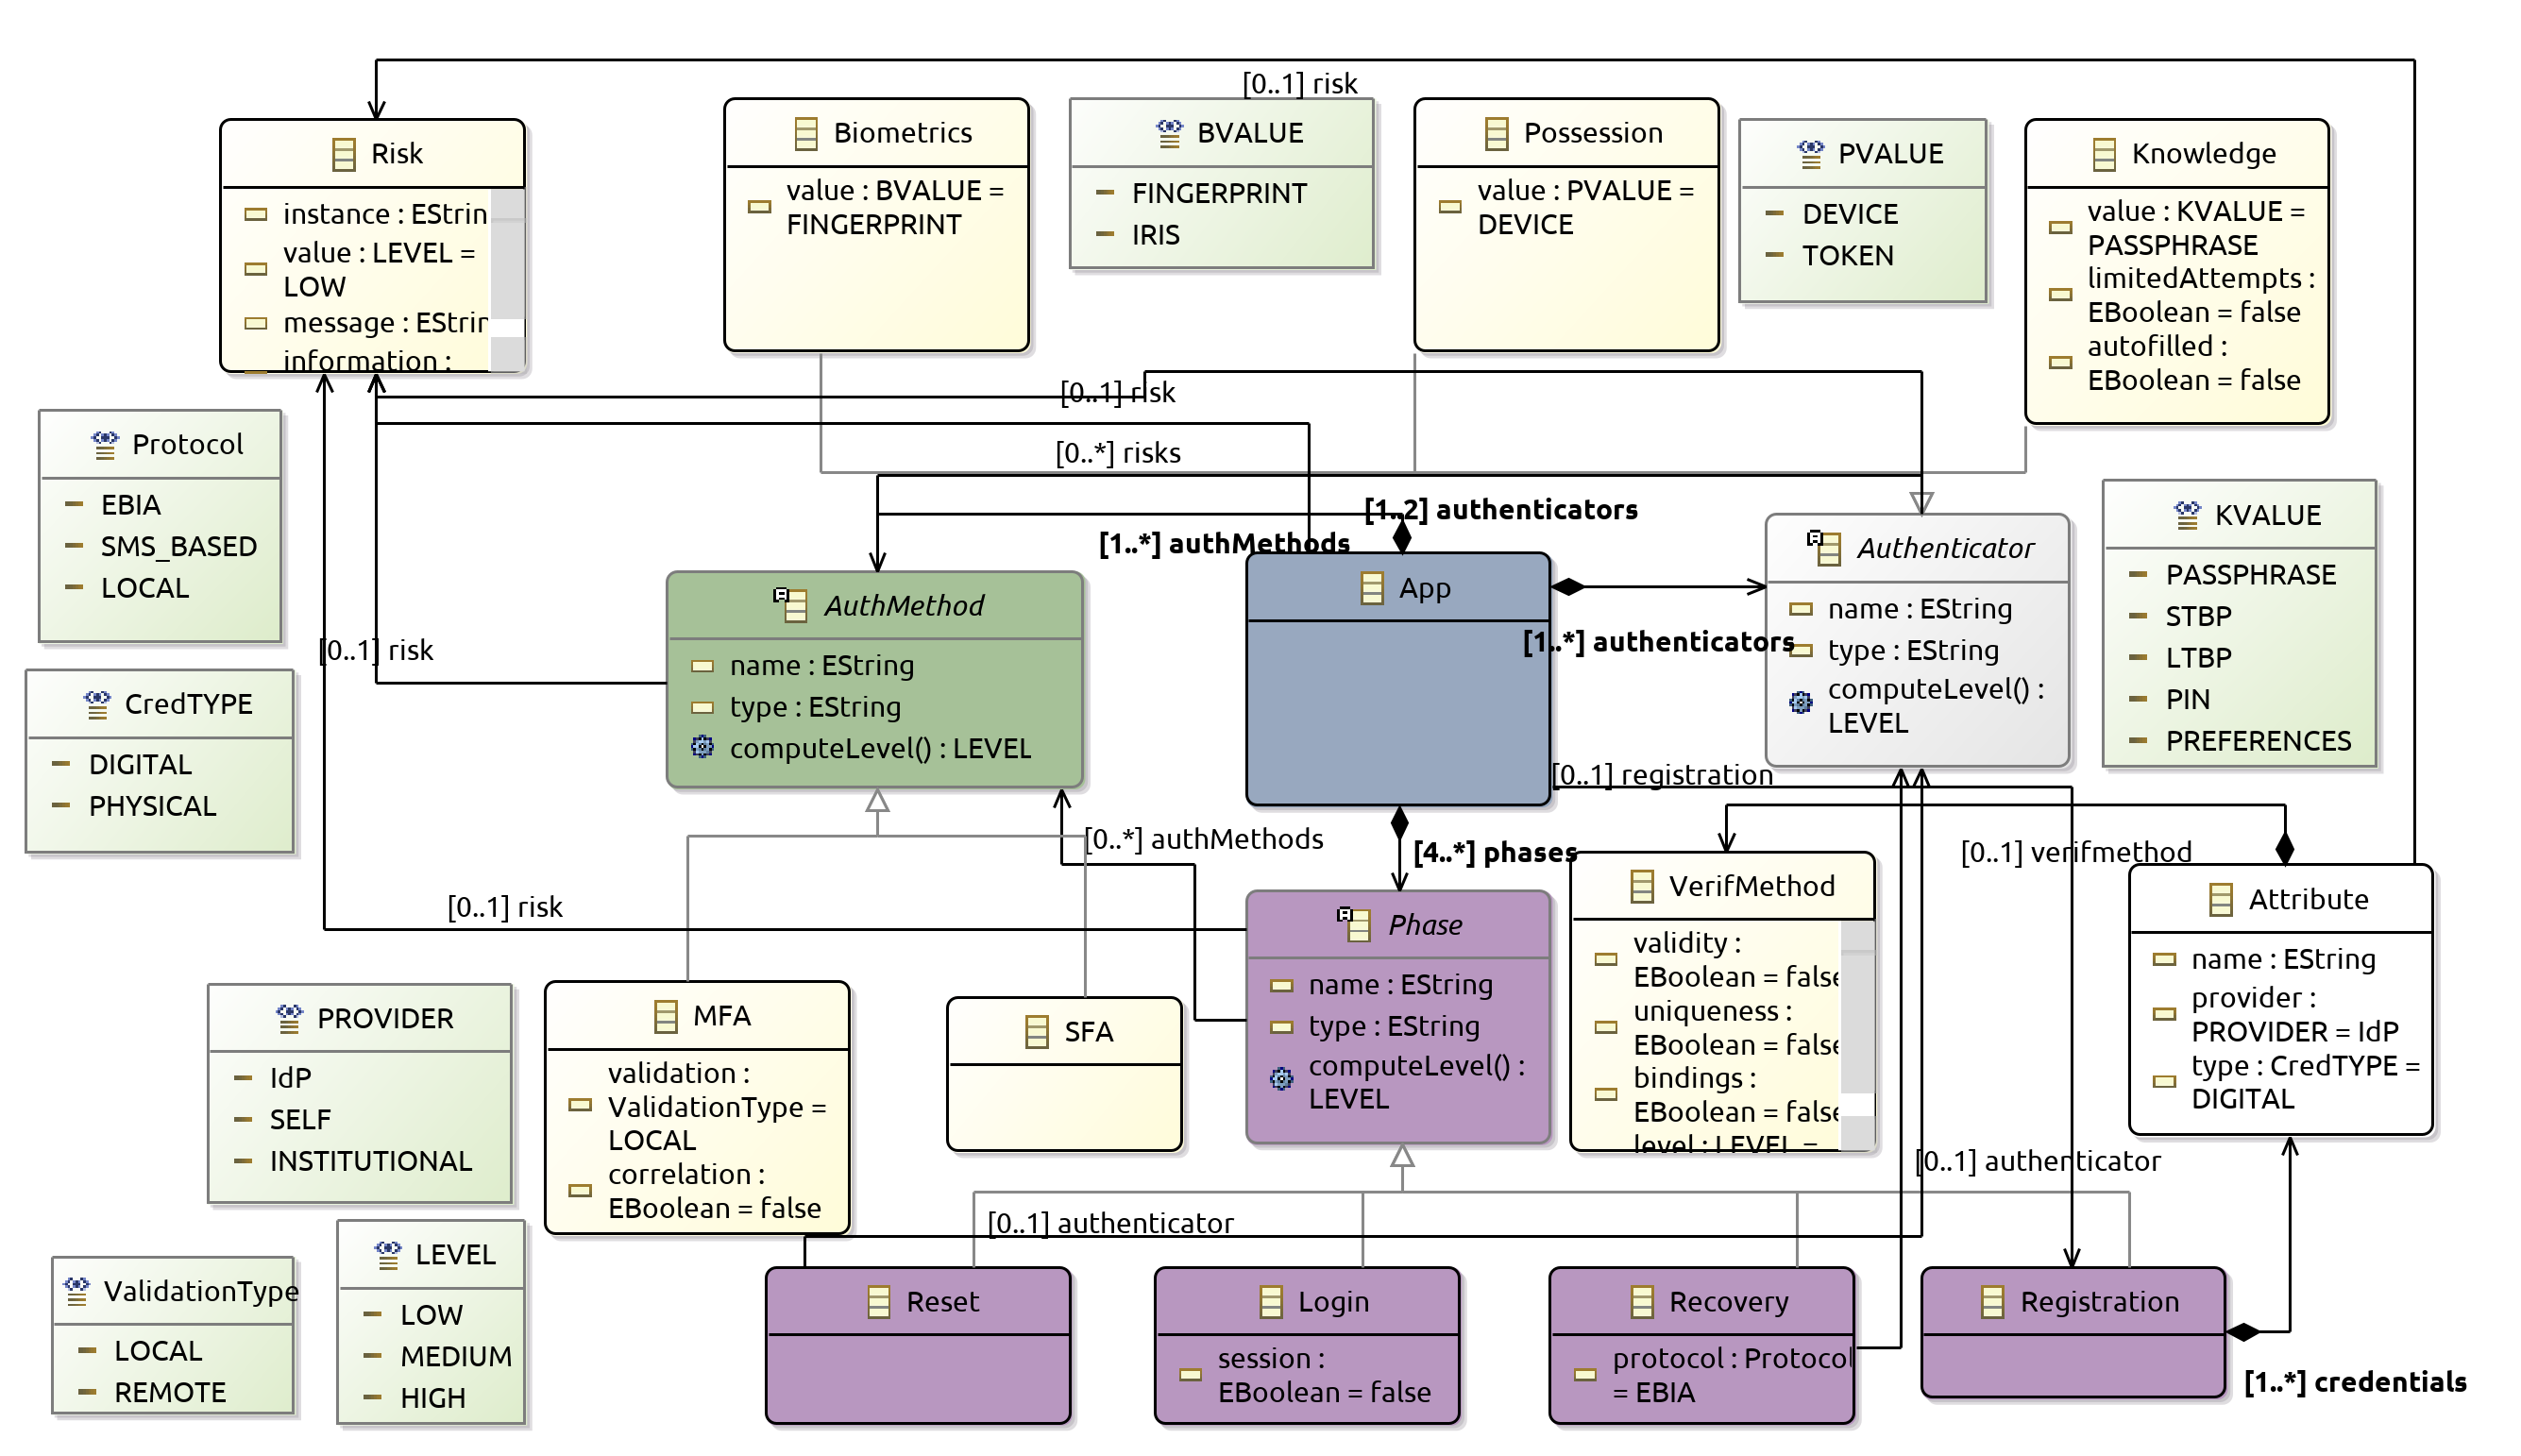 [0..1] risk
Risk
instance : EStrin
value : LEVEL =
LOW
message : EStrin
information :
Biometrics
value : BVALUE =
FINGERPRINT
BVALUE
FINGERPRINT
IRIS
Possession
value : PVALUE =
DEVICE
PVALUE
DEVICE
TOKEN
Knowledge
value : KVALUE =
PASSPHRASE
limitedAttempts :
EBoolean = false
autofilled :
EBoolean = false
[0..1] risk
[0..*] risks
[1..2] authenticators
[1..*] authMethods
Protocol
EBIA
SMS_BASED
LOCAL
[0..1] risk
AuthMethod
name : EString
type : EString
computeLevel() : LEVEL
App
[1..*] authenticators
Authenticator
name : EString
type : EString
computeLevel() :
LEVEL
KVALUE
PASSPHRASE
STBP
LTBP
PIN
PREFERENCES
CredTYPE
DIGITAL
PHYSICAL
[0..1] registration
[0..*] authMethods
[4..*] phases
[0..1] verifmethod
[0..1] risk
Phase
name : EString
type : EString
computeLevel() :
LEVEL
VerifMethod
validity :
EBoolean = false
uniqueness :
EBoolean = false
bindings :
EBoolean = false
level : LEVEL =
Attribute
name : EString
provider :
PROVIDER = IdP
type : CredTYPE =
DIGITAL
PROVIDER
IdP
SELF
INSTITUTIONAL
MFA
validation :
ValidationType =
LOCAL
correlation :
EBoolean = false
SFA
[0..1] authenticator
[0..1] authenticator
ValidationType
LOCAL
REMOTE
LEVEL
LOW
MEDIUM
HIGH
Reset
Login
session :
EBoolean = false
Recovery
protocol : Protocol
= EBIA
Registration
[1..*] credentials